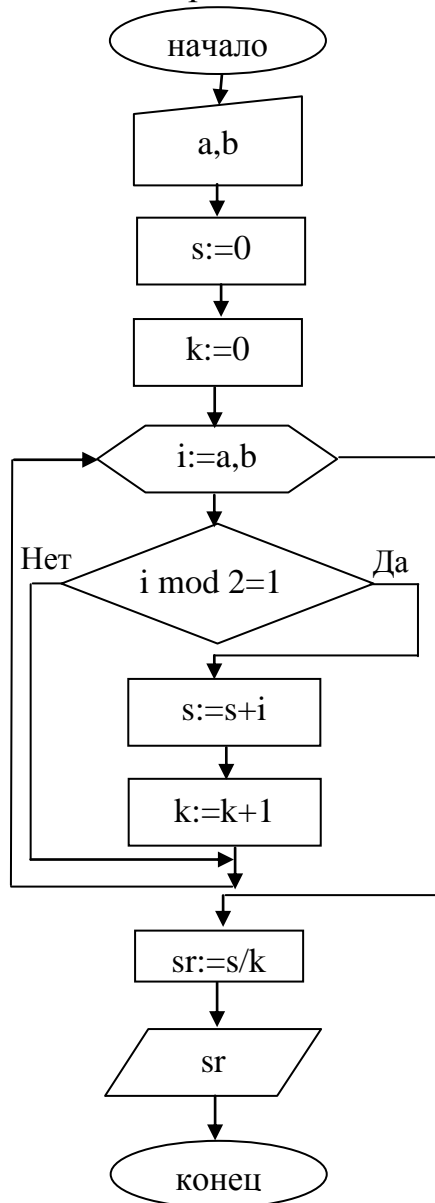 начало
a,b
s:=0
k:=0
i:=a,b
Нет
Да
i mod 2=1
s:=s+i
k:=k+1
sr:=s/k
sr
конец